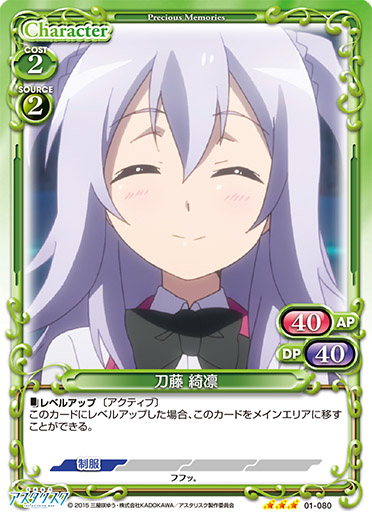 Precious Memories
Character
COST
2
SOURCE
2
40 AP
DP 40
刀藤 綺凛
レベルアップ〔アクティブ〕
このカードにレベルアップした場合、このカードをメインエリアに移す
ことができる。
制服
フフッ。
アスタリスク
01-080
© 2015 三屋咲ゆう・株式会社KADOKAWA／アスタリスク製作委員会